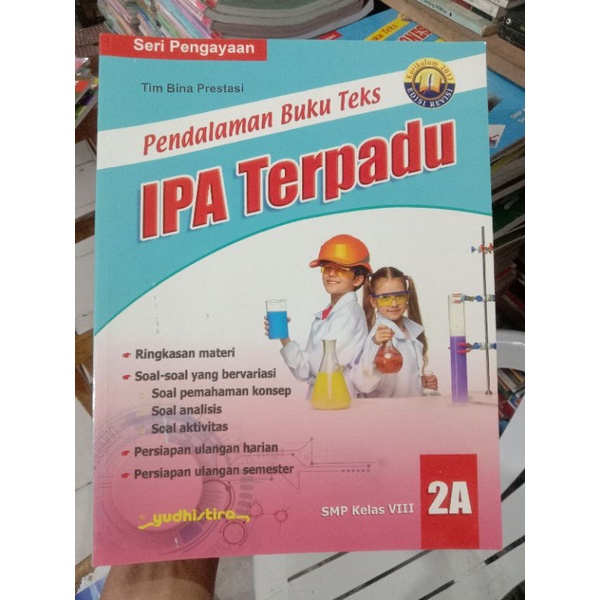 Seri Pengayaan
Tim Bina Prestasi
Kurikulum 2013
EDISI REVISI
Pendalaman Buku Teks
IPA Terpadu
Ringkasan materi
Soal-soal yang bervariasi
Soal pemahaman konsep
Soal analisis
Soal aktivitas
Persiapan ulangan harian
Persiapan ulangan semester
yudhistira
SMP Kelas VIII
2A